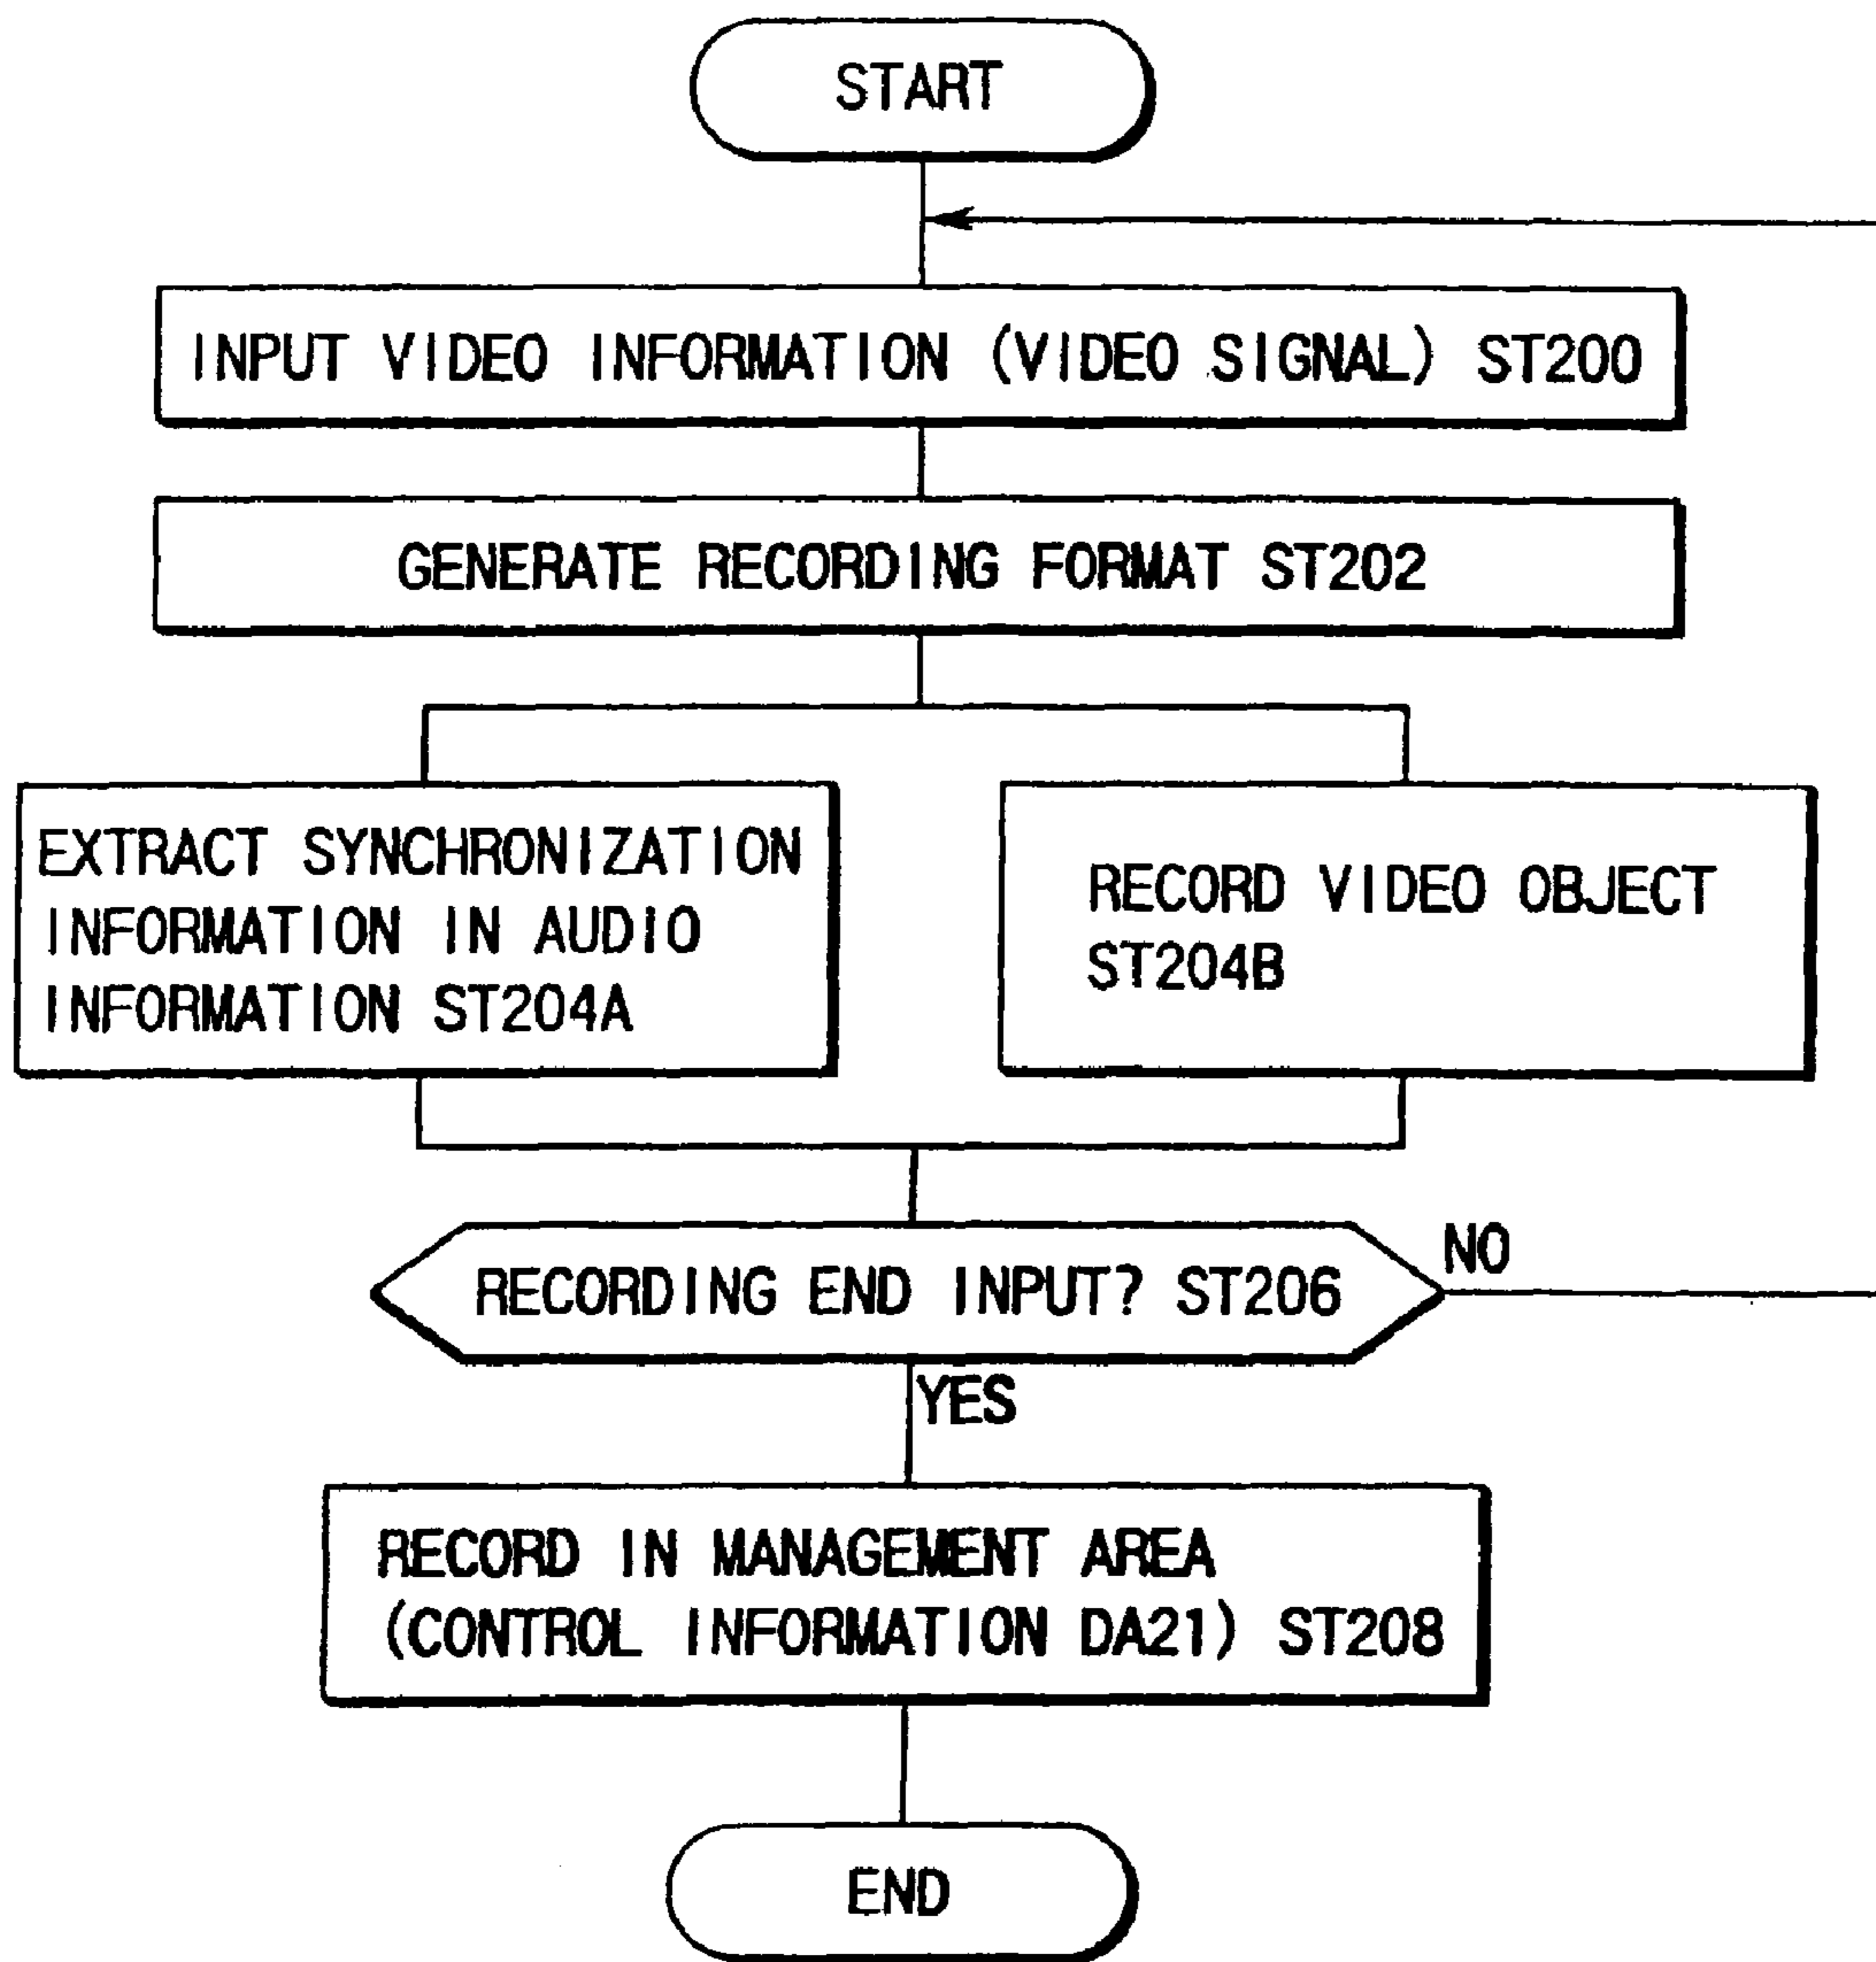 START
INPUT VIDEO INFORMATION (VIDEO SIGNAL) ST200
GENERATE RECORDING FORMAT ST202
EXTRACT SYNCHRONIZATION
INFORMATION IN AUDIO
INFORMATION ST204A
RECORD VIDEO OBJECT
ST204B
RECORDING END INPUT? ST206
NO
YES
RECORD IN MANAGEMENT AREA
(CONTROL INFORMATION DA21) ST208
END